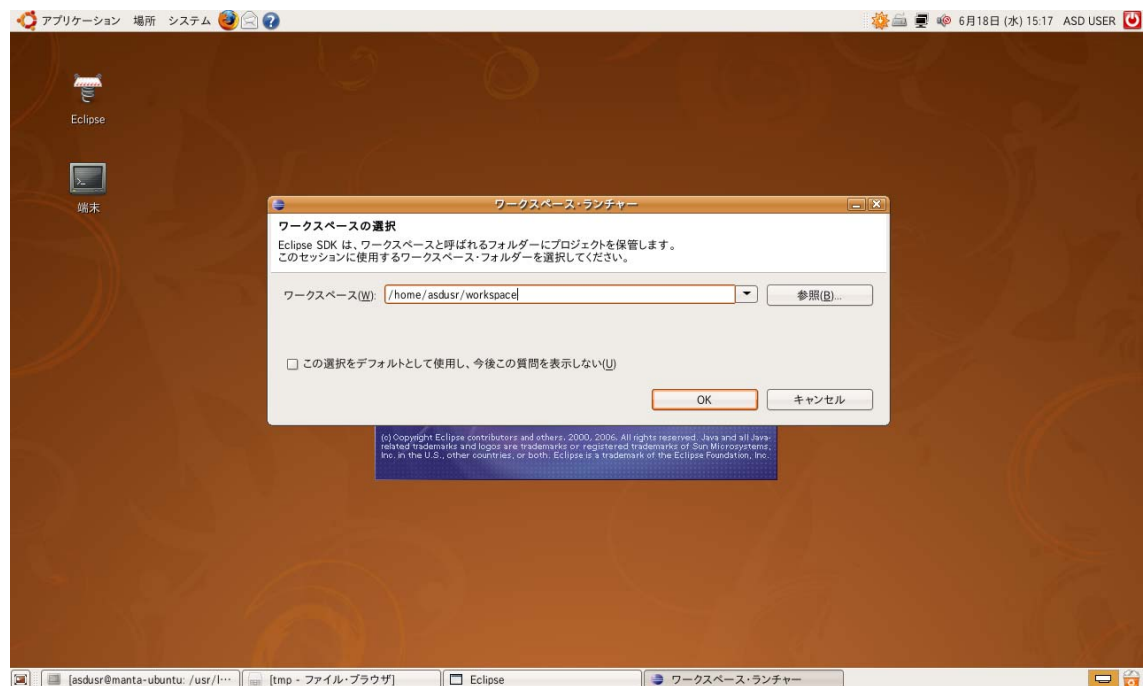 アプリケーション 場所 システム
6月18日 (水) 15:17 ASD USER
Eclipse
端末
ワークスペース・ランチャー
ワークスペースの選択
Eclipse SDK は、ワークスペースと呼ばれるフォルダーにプロジェクトを保管します。
このセッションに使用するワークスペース・フォルダーを選択してください。
ワークスペース(W): /home/asdusr/workspace 参照(B)...
この選択をデフォルトとして使用し、今後この質問を表示しない(U)
OK キャンセル
(c) Copyright Eclipse contributors and others. 2000, 2006. All rights reserved. Java and all Java-
related trademarks and logos are trademarks or registered trademarks of Sun Microsystems,
Inc. in the U.S., other countries, or both. Eclipse is a trademark of the Eclipse Foundation, Inc.
[asdusr@manta-ubuntu: /usr/l… [tmp - ファイル・ブラウザ] Eclipse ワークスペース・ランチャー